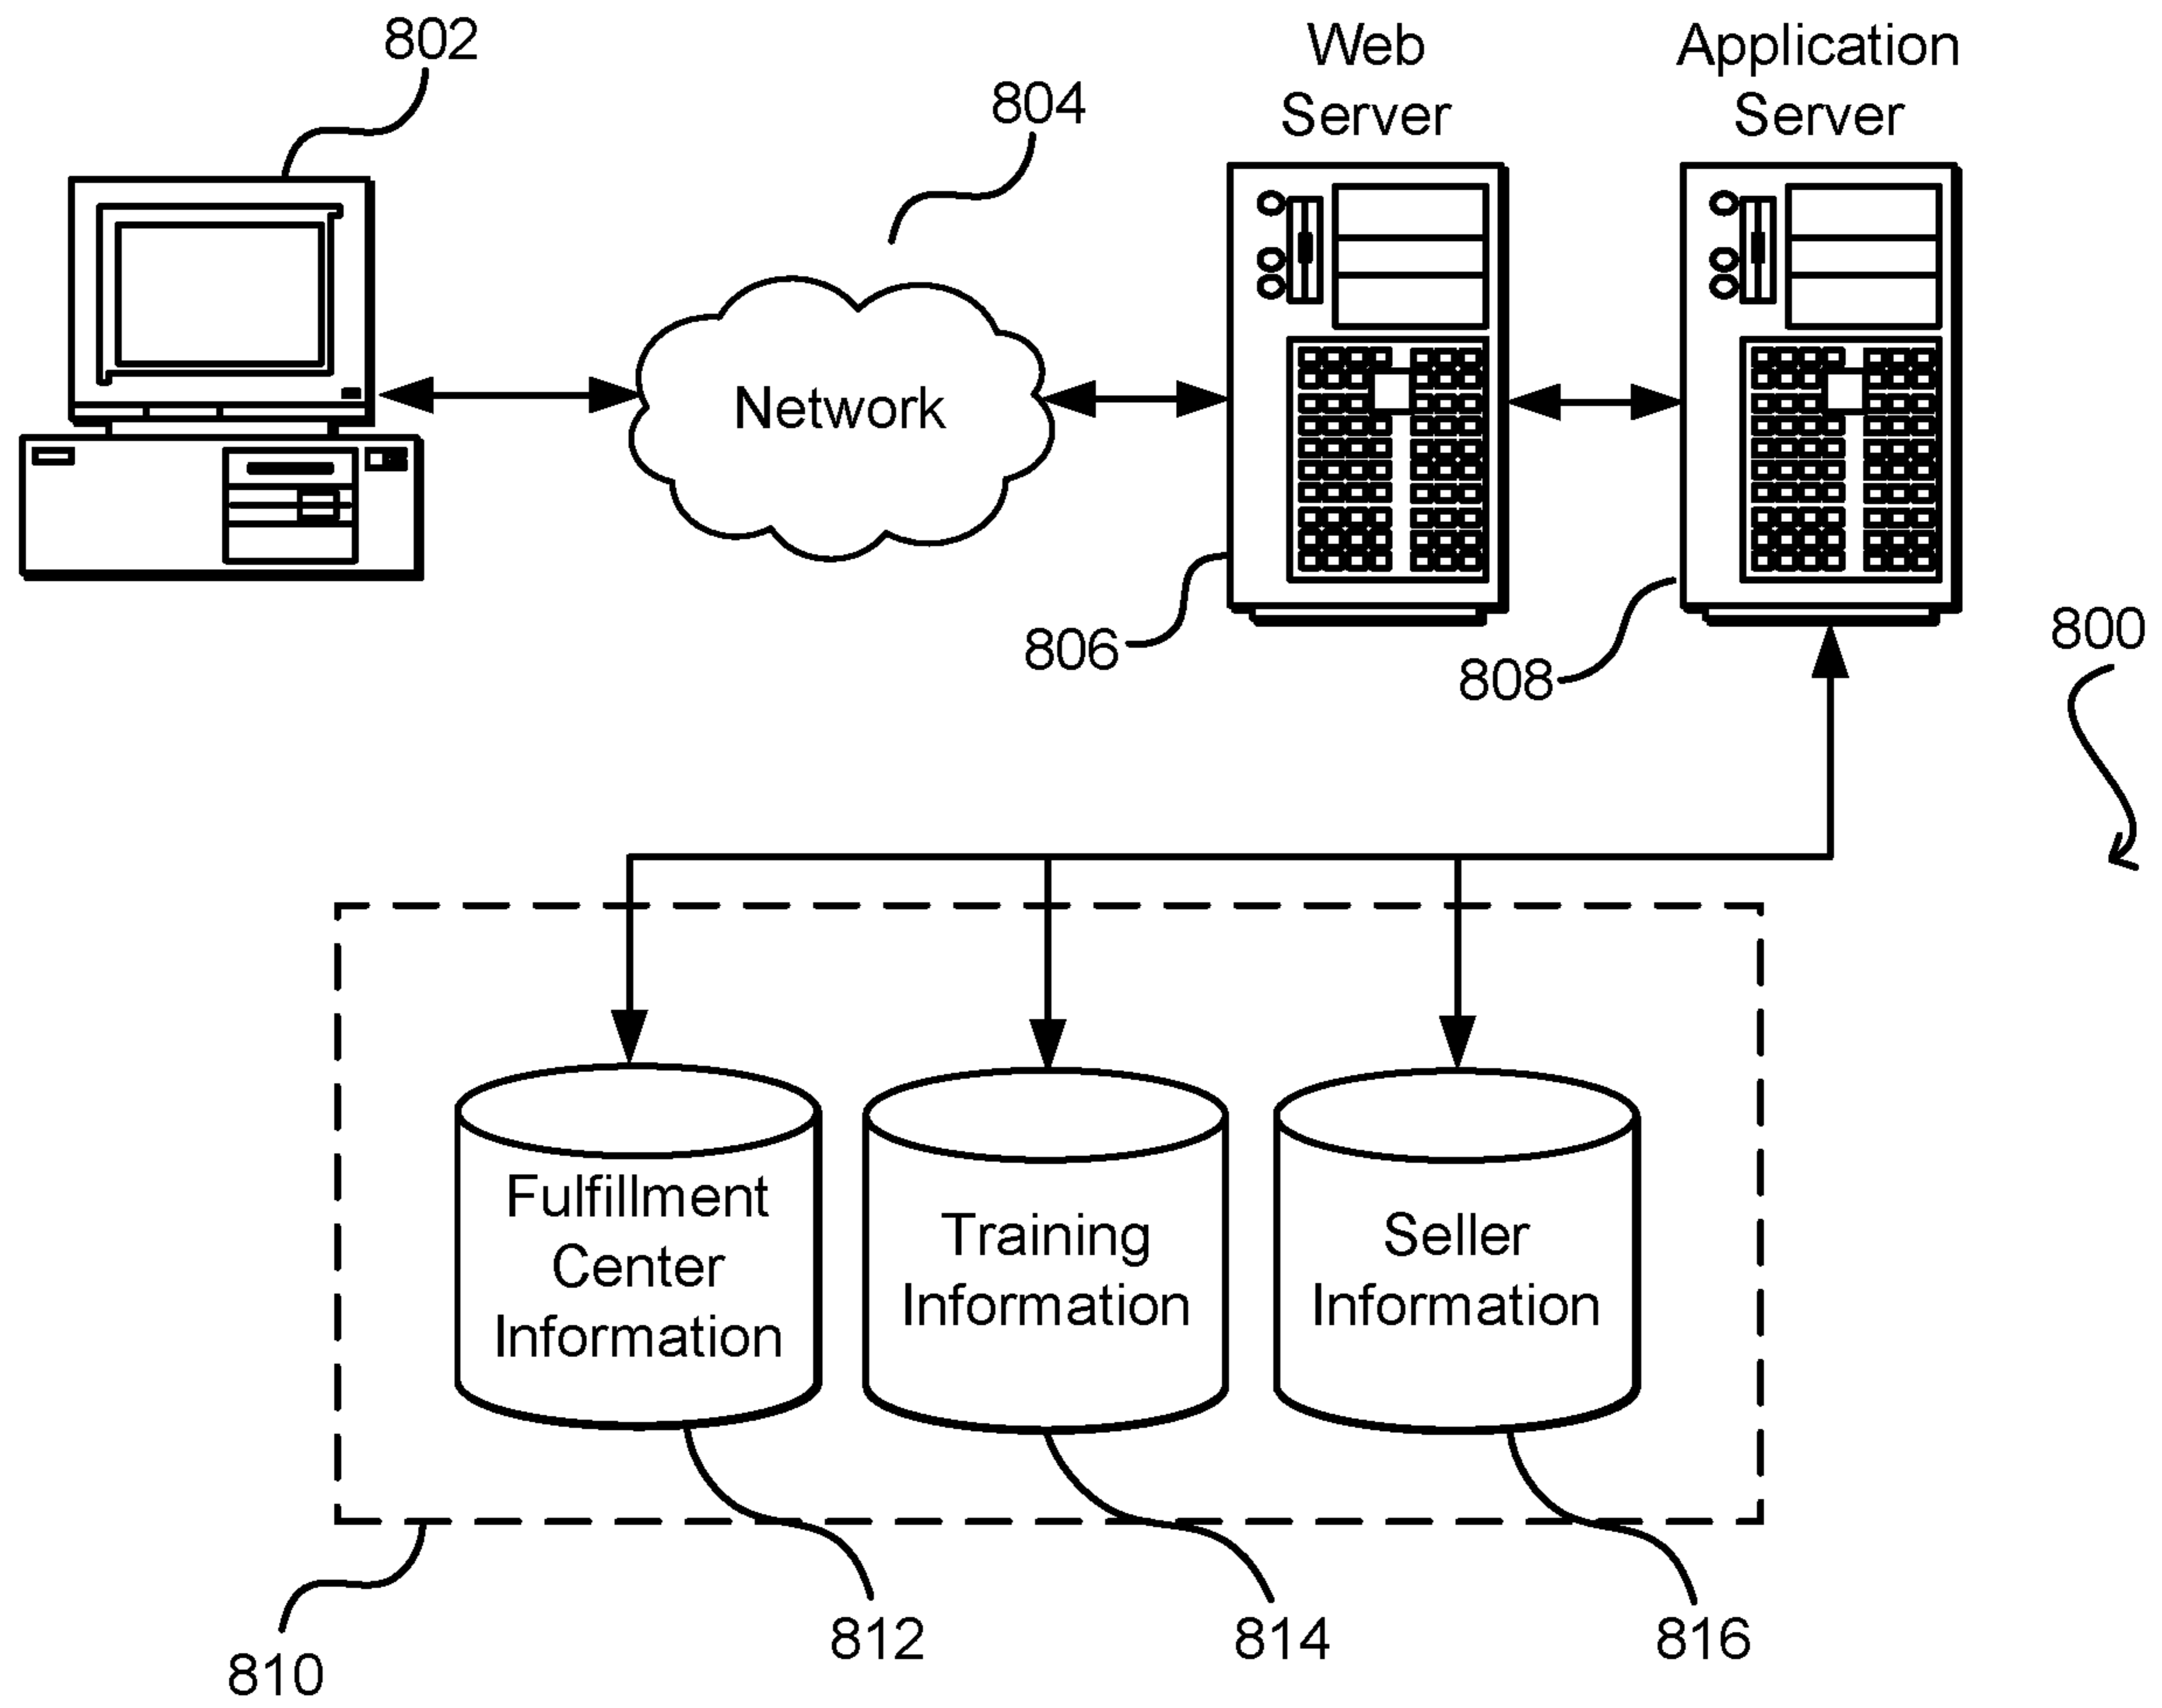 802
804
Web
Server
Application
Server
Network
806
808
800
Fulfillment
Center
Information
Training
Information
Seller
Information
810
812
814
816